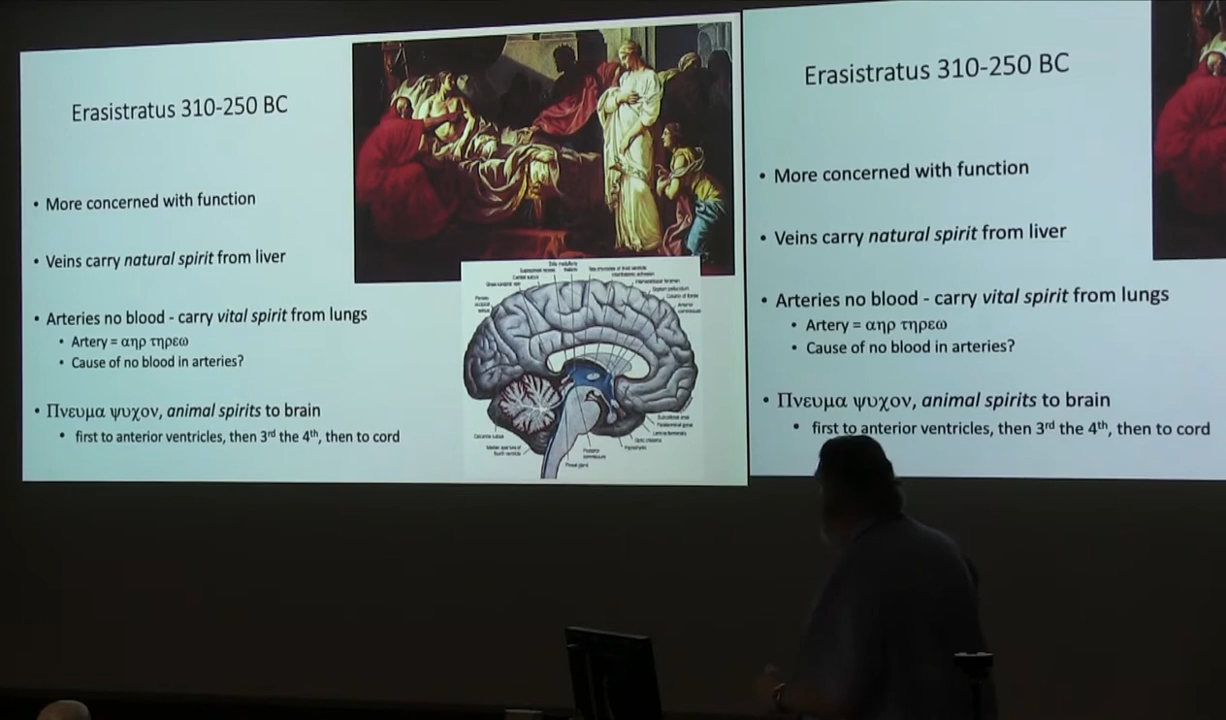 Erasistratus 310-250 BC
• More concerned with function
• Veins carry natural spirit from liver
• Arteries no blood - carry vital spirit from lungs
• Artery = αηρ τηρεω
• Cause of no blood in arteries?
• Πνευμα ψυχον, animal spirits to brain
• first to anterior ventricles, then 3rd the 4th, then to cord
Pineal gland
Erasistratus 310-250 BC
• More concerned with function
• Veins carry natural spirit from liver
• Arteries no blood - carry vital spirit from lungs
• Artery = αηρ τηρεω
• Cause of no blood in arteries?
• Πνευμα ψυχον, animal spirits to brain
• first to anterior ventricles, then 3rd the 4th, then to cord